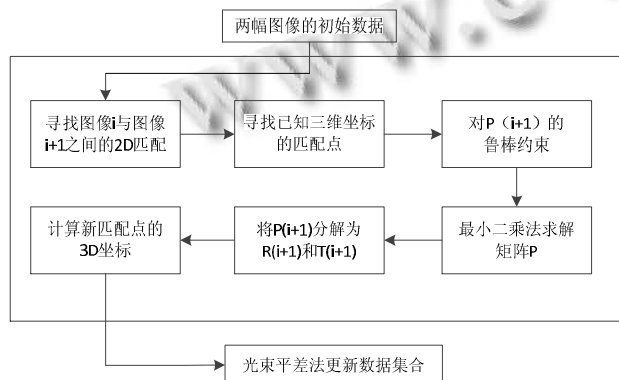 两幅图像的初始数据
寻找图像i与图像
i+1之间的2D匹配
寻找已知三维坐标
的匹配点
对P（i+1）的
鲁棒约束
最小二乘法求解
矩阵P
将P(i+1)分解为
R(i+1)和T(i+1)
计算新匹配点的
3D坐标
光束平差法更新数据集合
www.c